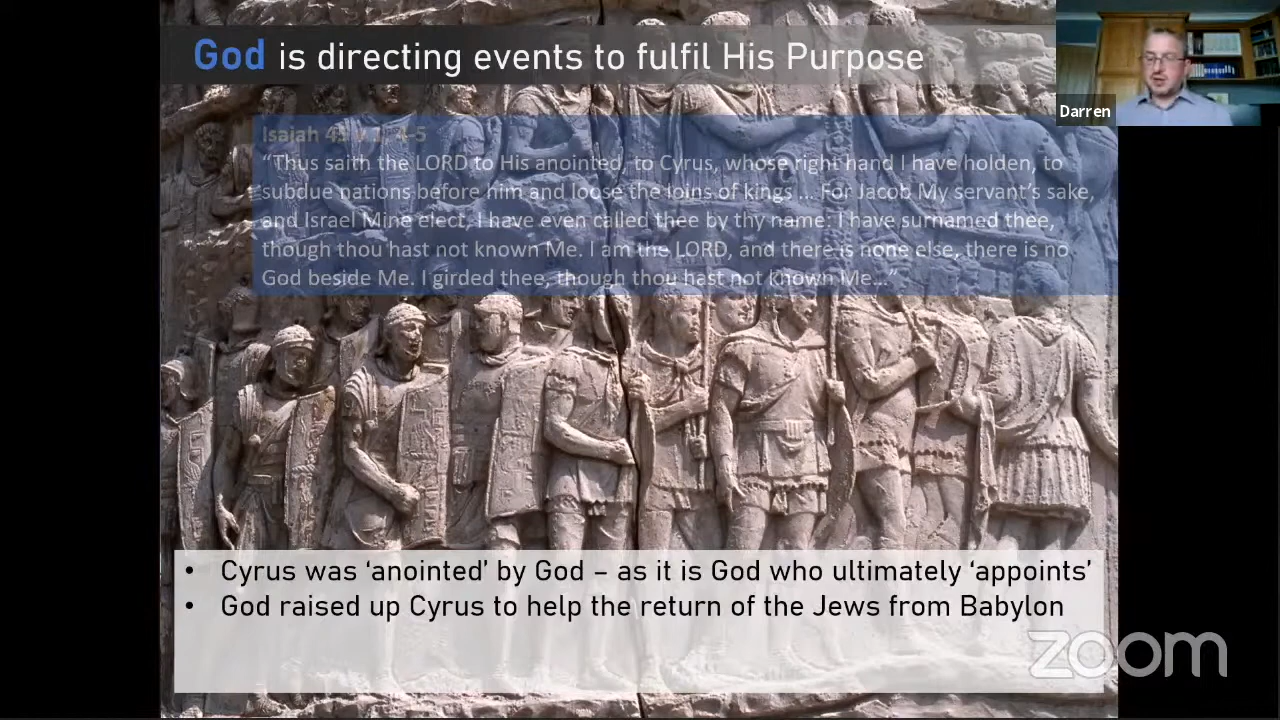 God is directing events to fulfil His Purpose
Darren
Isaiah 45 v 1, 4-5
“Thus saith the LORD to His anointed, to Cyrus, whose right hand I have holden, to
subdue nations before him and loose the loins of kings ... For Jacob My servant’s sake,
and Israel Mine elect, I have even called thee by thy name: I have surnamed thee,
though thou hast not known Me. I am the LORD, and there is none else, there is no
God beside Me. I girded thee, though thou hast not known Me...”
• Cyrus was ‘anointed’ by God – as it is God who ultimately ‘appoints’
• God raised up Cyrus to help the return of the Jews from Babylon
zoom